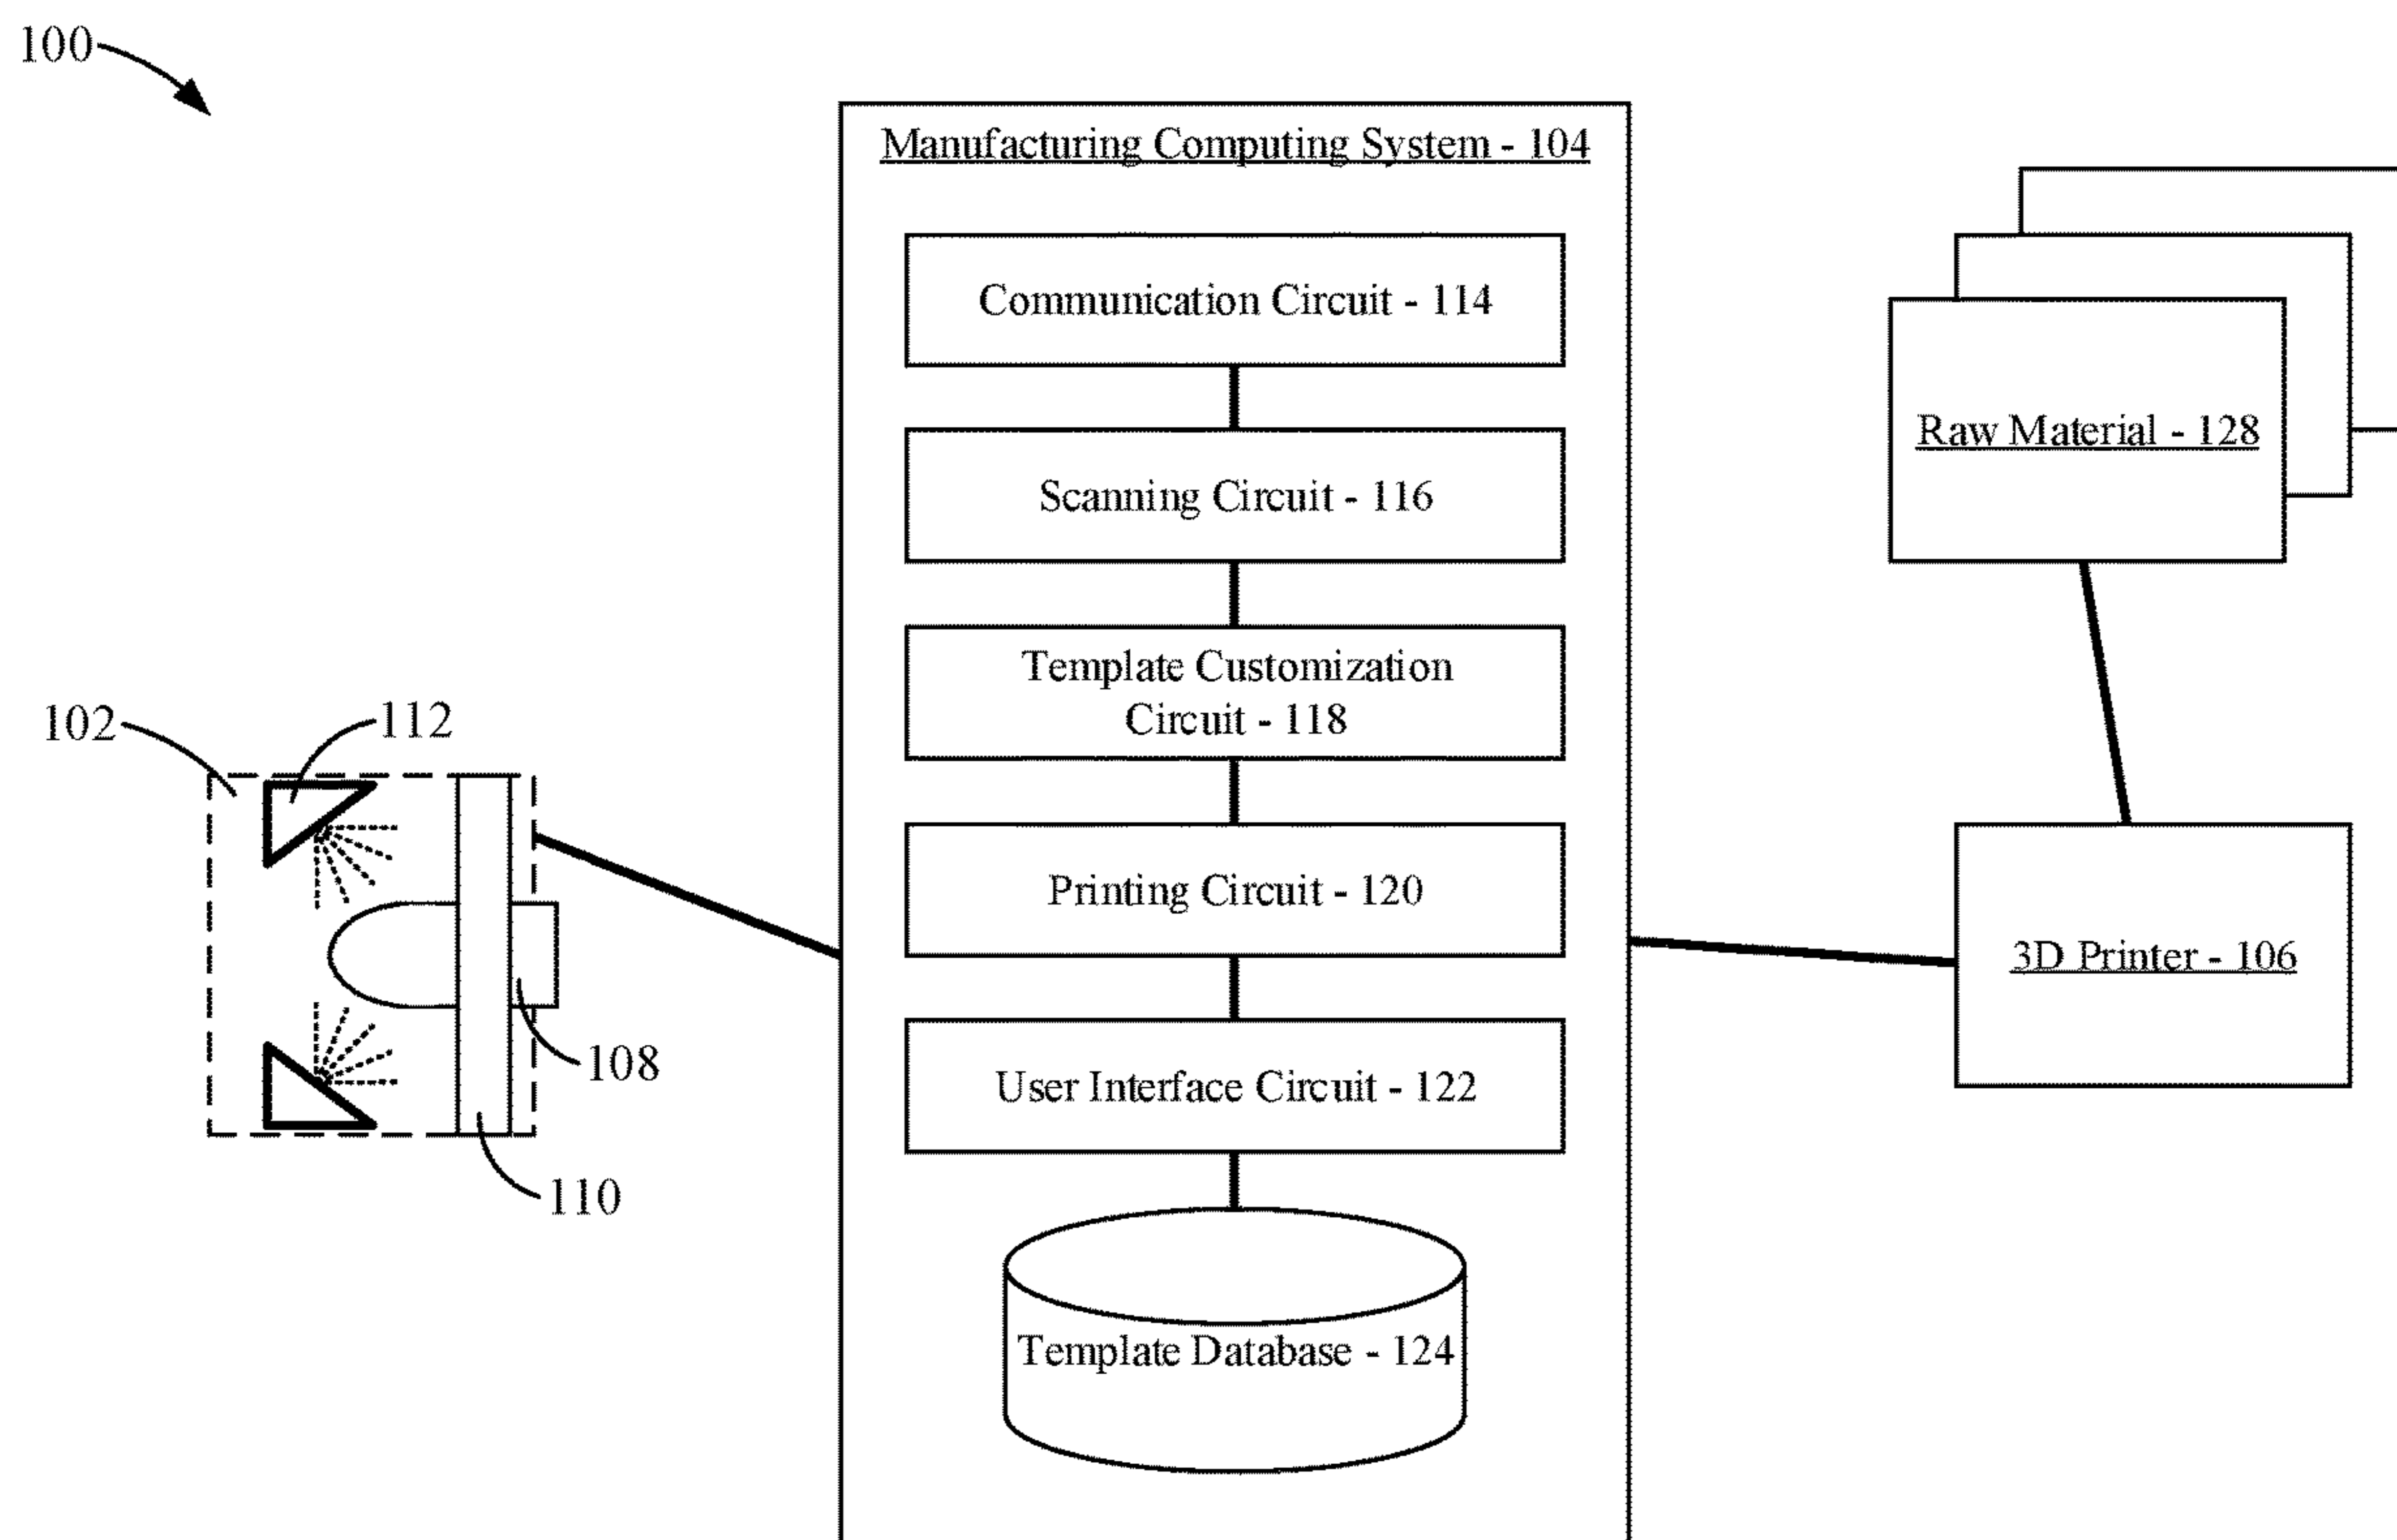 100
Manufacturing Computing System - 104
Communication Circuit - 114
Scanning Circuit - 116
Template Customization
Circuit - 118
Printing Circuit - 120
User Interface Circuit - 122
Template Database - 124
102
112
108
110
Raw Material - 128
3D Printer - 106